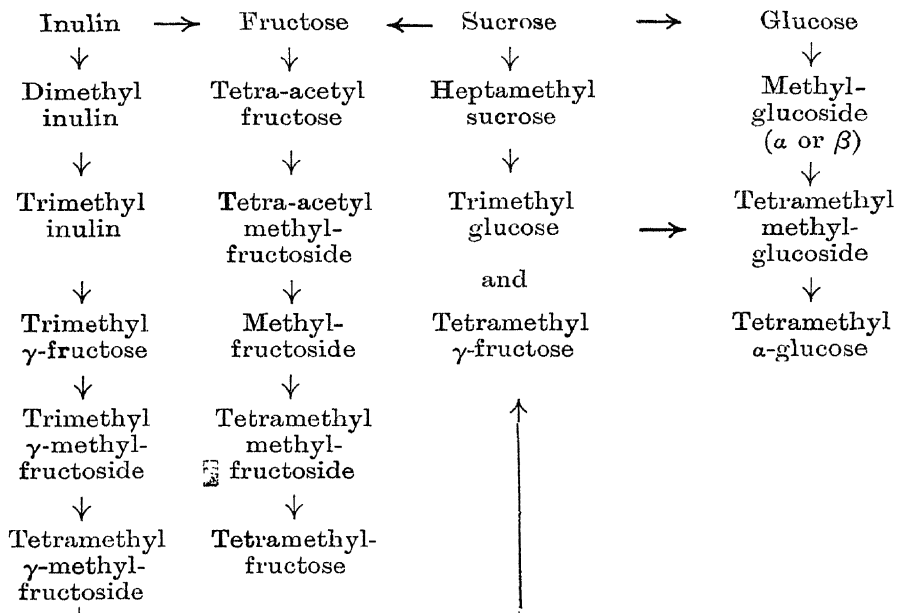 Inulin → Fructose ← Sucrose → Glucose
↓ ↓ ↓ ↓
Dimethyl
inulin
Tetra-acetyl
fructose
Heptamethyl
sucrose
Methyl-
glucoside
(α or β)
↓ ↓ ↓ ↓
Trimethyl
inulin
Tetra-acetyl
methyl-
fructoside
Trimethyl
glucose
→
Tetramethyl
methyl-
glucoside
and
↓ ↓ ↓
Trimethyl
γ-fructose
Methyl-
fructoside
Tetramethyl
γ-fructose
Tetramethyl
α-glucose
↓ ↓ ↑
Trimethyl
γ-methyl-
fructoside
Tetramethyl
methyl-
fructoside
↓ ↓
Tetramethyl
γ-methyl-
fructoside
Tetramethyl-
fructose